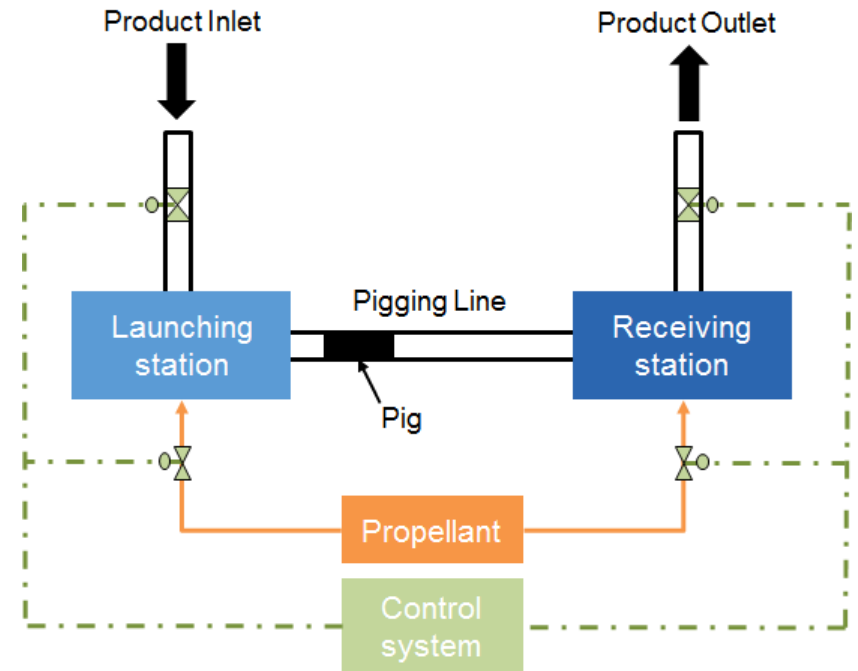 Product Inlet
Product Outlet
Launching
station
Pigging Line
Receiving
station
Pig
Propellant
Control
system